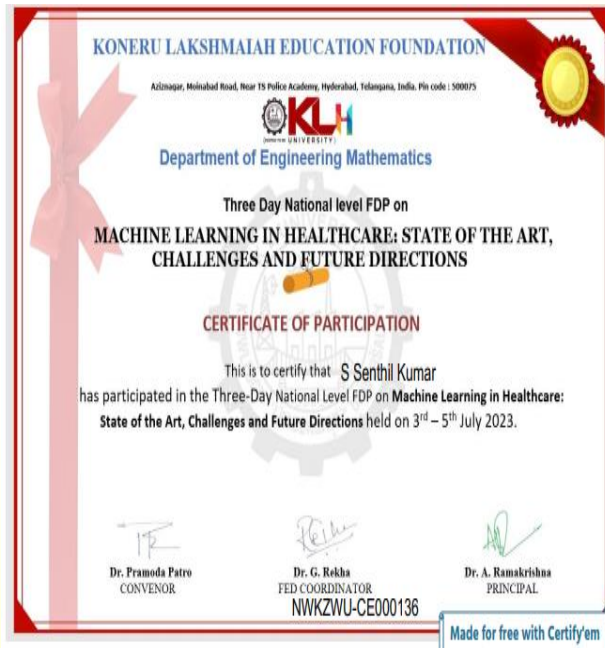 KONERU LAKSHMAIAH EDUCATION FOUNDATION
Aziznagar, Moinabad Road, Near TS Police Academy, Hyderabad, Telangana, India. Pin code : 500075
KLH
(DEEMED TO BE UNIVERSITY)
Department of Engineering Mathematics
Three Day National level FDP on
MACHINE LEARNING IN HEALTHCARE: STATE OF THE ART,
CHALLENGES AND FUTURE DIRECTIONS
CERTIFICATE OF PARTICIPATION
This is to certify that S Senthil Kumar
has participated in the Three-Day National Level FDP on Machine Learning in Healthcare:
State of the Art, Challenges and Future Directions held on 3rd – 5th July 2023.
Dr. Pramoda Patro Dr. G. Rekha Dr. A. Ramakrishna
CONVENOR FED COORDINATOR PRINCIPAL
NWKZWU-CE000136
Made for free with Certify'em